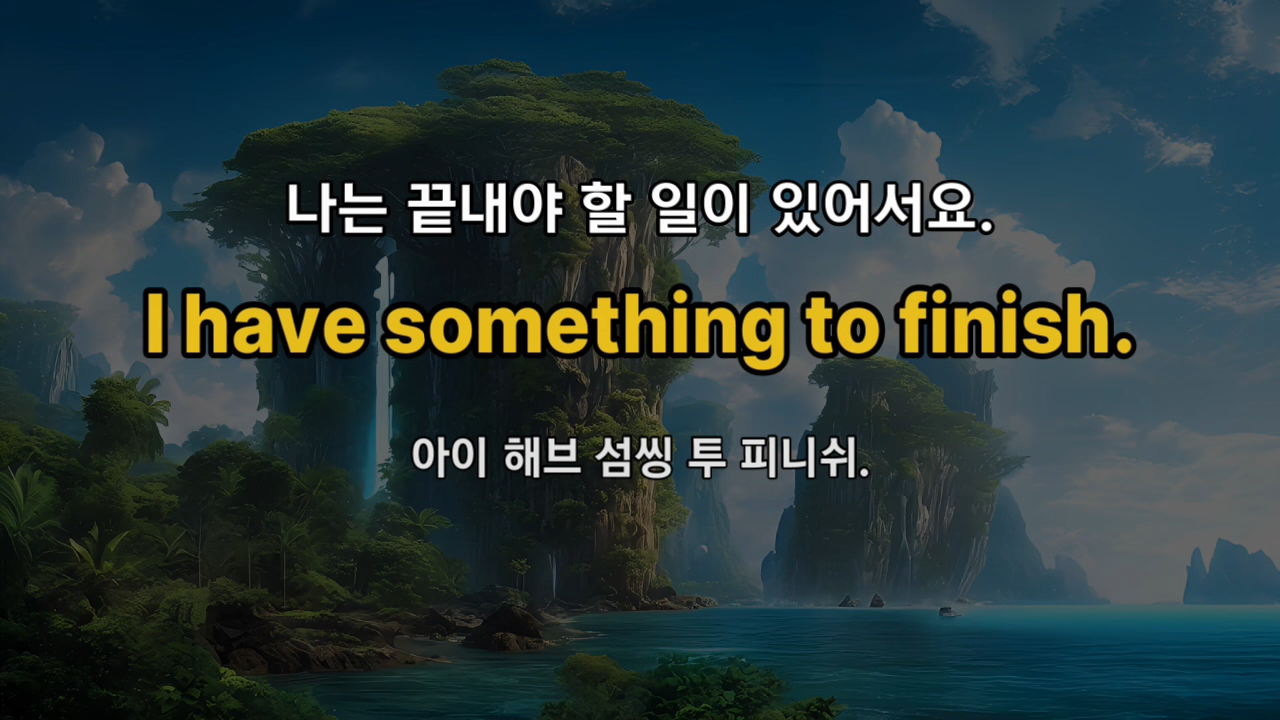 나는 끝내야 할 일이 있어서요.
I have something to finish.
아이 해브 섬씽 투 피니쉬.